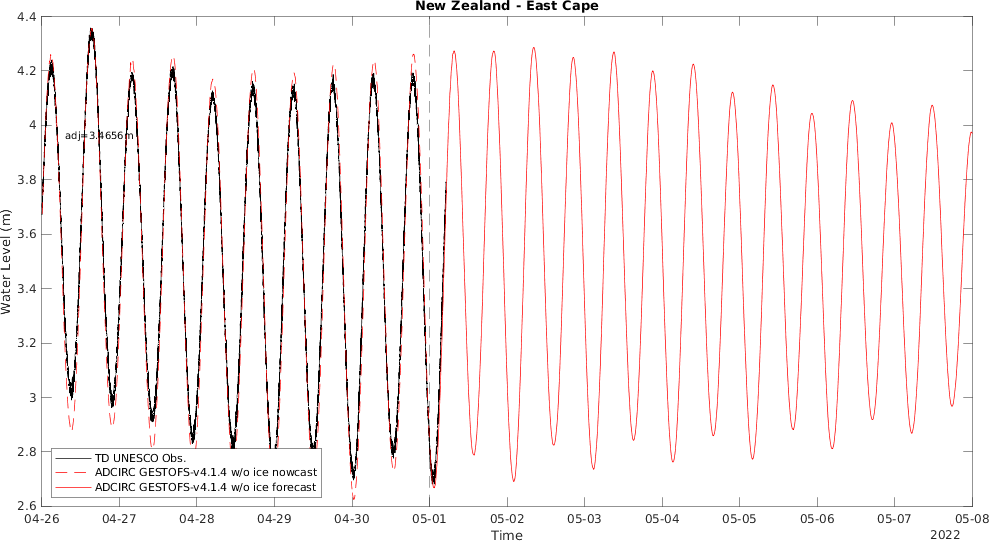 New Zealand - East Cape
4.4
4.2
4
3.8
3.6
3.4
3.2
3
2.8
2.6
Water Level (m)
adj=3.4656m
TD UNESCO Obs.
ADCIRC GESTOFS-v4.1.4 w/o ice nowcast
ADCIRC GESTOFS-v4.1.4 w/o ice forecast
04-26 04-27 04-28 04-29 04-30 05-01 05-02 05-03 05-04 05-05 05-06 05-07 05-08
Time
2022